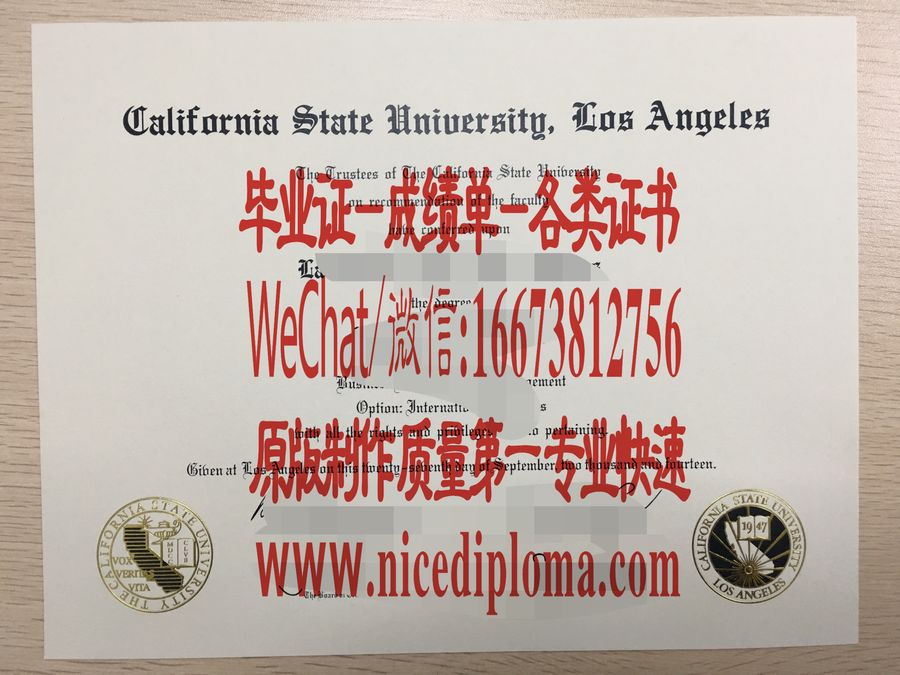 California State University, Los Angeles
The Trustees of The California State University
on recommendation of the faculty
have conferred upon
毕业证—成绩单—各类证书
La
the degree
WeChat/微信:16673812756
Option: Internati
with all the rights and privileges pertaining.
原版制作质量第一专业快速
Given at Los Angeles on this twenty-seventh day of September two thousand and fourteen.
www.nicediploma.com
THE CALIFORNIA STATE UNIVERSITY
VOX VERITAS VITA
MDCCCLVII
CALIFORNIA STATE UNIVERSITY
1947
LOS ANGELES